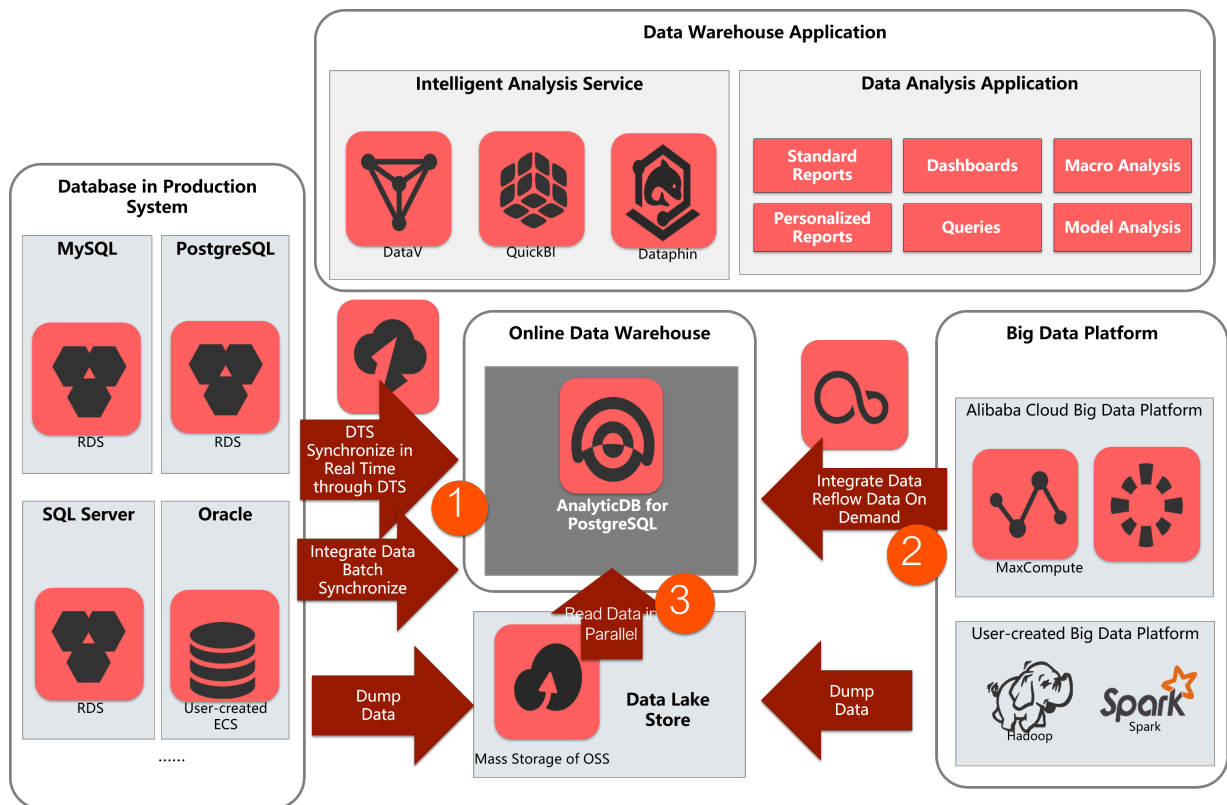 Data Warehouse Application
Intelligent Analysis Service
DataV
QuickBI
Dataphin
Data Analysis Application
Standard
Reports
Dashboards
Macro Analysis
Personalized
Reports
Queries
Model Analysis
Database in Production
System
MySQL
RDS
PostgreSQL
RDS
SQL Server
RDS
Oracle
User-created
ECS
......
DTS
Synchronize in
Real Time
through DTS
1
Integrate Data
Batch
Synchronize
Dump
Data
Online Data Warehouse
AnalyticDB for
PostgreSQL
Read Data in
Parallel
3
Data Lake
Store
Mass Storage of OSS
Integrate Data
Reflow Data On
Demand
2
Dump
Data
Big Data Platform
Alibaba Cloud Big Data Platform
MaxCompute
User-created Big Data Platform
Hadoop
Spark
Spark